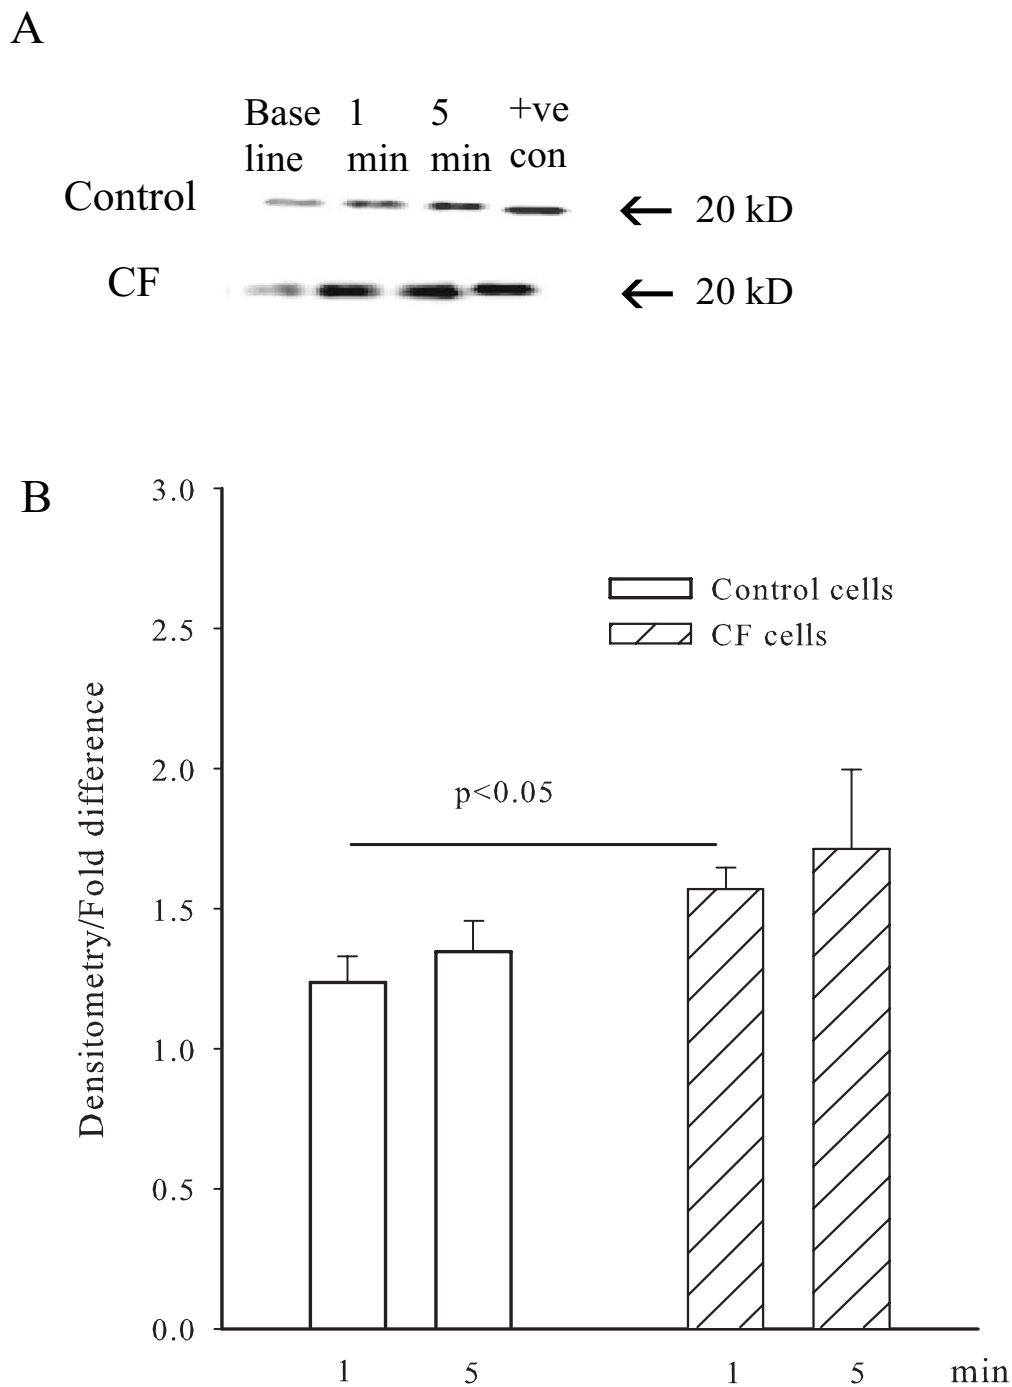 A
Base 1 5 +ve
line min min con
Control ← 20 kD
CF ← 20 kD
B
3.0
Control cells
2.5
CF cells
2.0
p<0.05
1.5
1.0
0.5
0.0
Densitometry/Fold difference
1 5 1 5 min